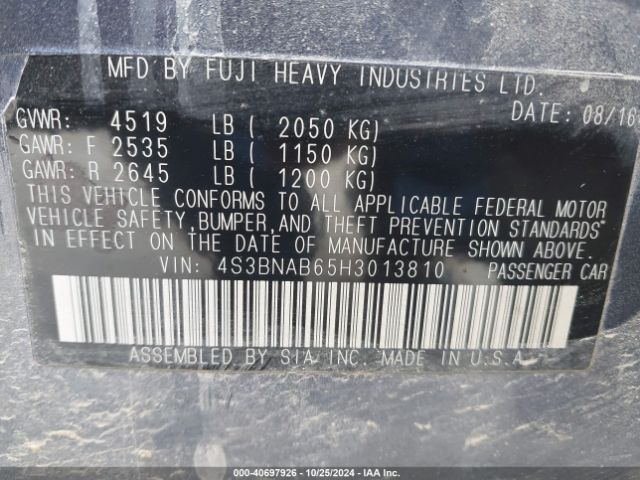 MFD BY FUJI HEAVY INDUSTRIES LTD.
DATE: 08/16
GVWR: 4519 LB ( 2050 KG)
GAWR: F 2535 LB ( 1150 KG)
GAWR: R 2645 LB ( 1200 KG)
THIS VEHICLE CONFORMS TO ALL APPLICABLE FEDERAL MOTOR
VEHICLE SAFETY,BUMPER,AND THEFT PREVENTION STANDARDS
IN EFFECT ON THE DATE OF MANUFACTURE SHOWN ABOVE.
VIN: 4S3BNAB65H3013810 PASSENGER CAR
ASSEMBLED BY SIA, INC. MADE IN U.S.A
000-40697926 | 10/25/2024 | IAA Inc.